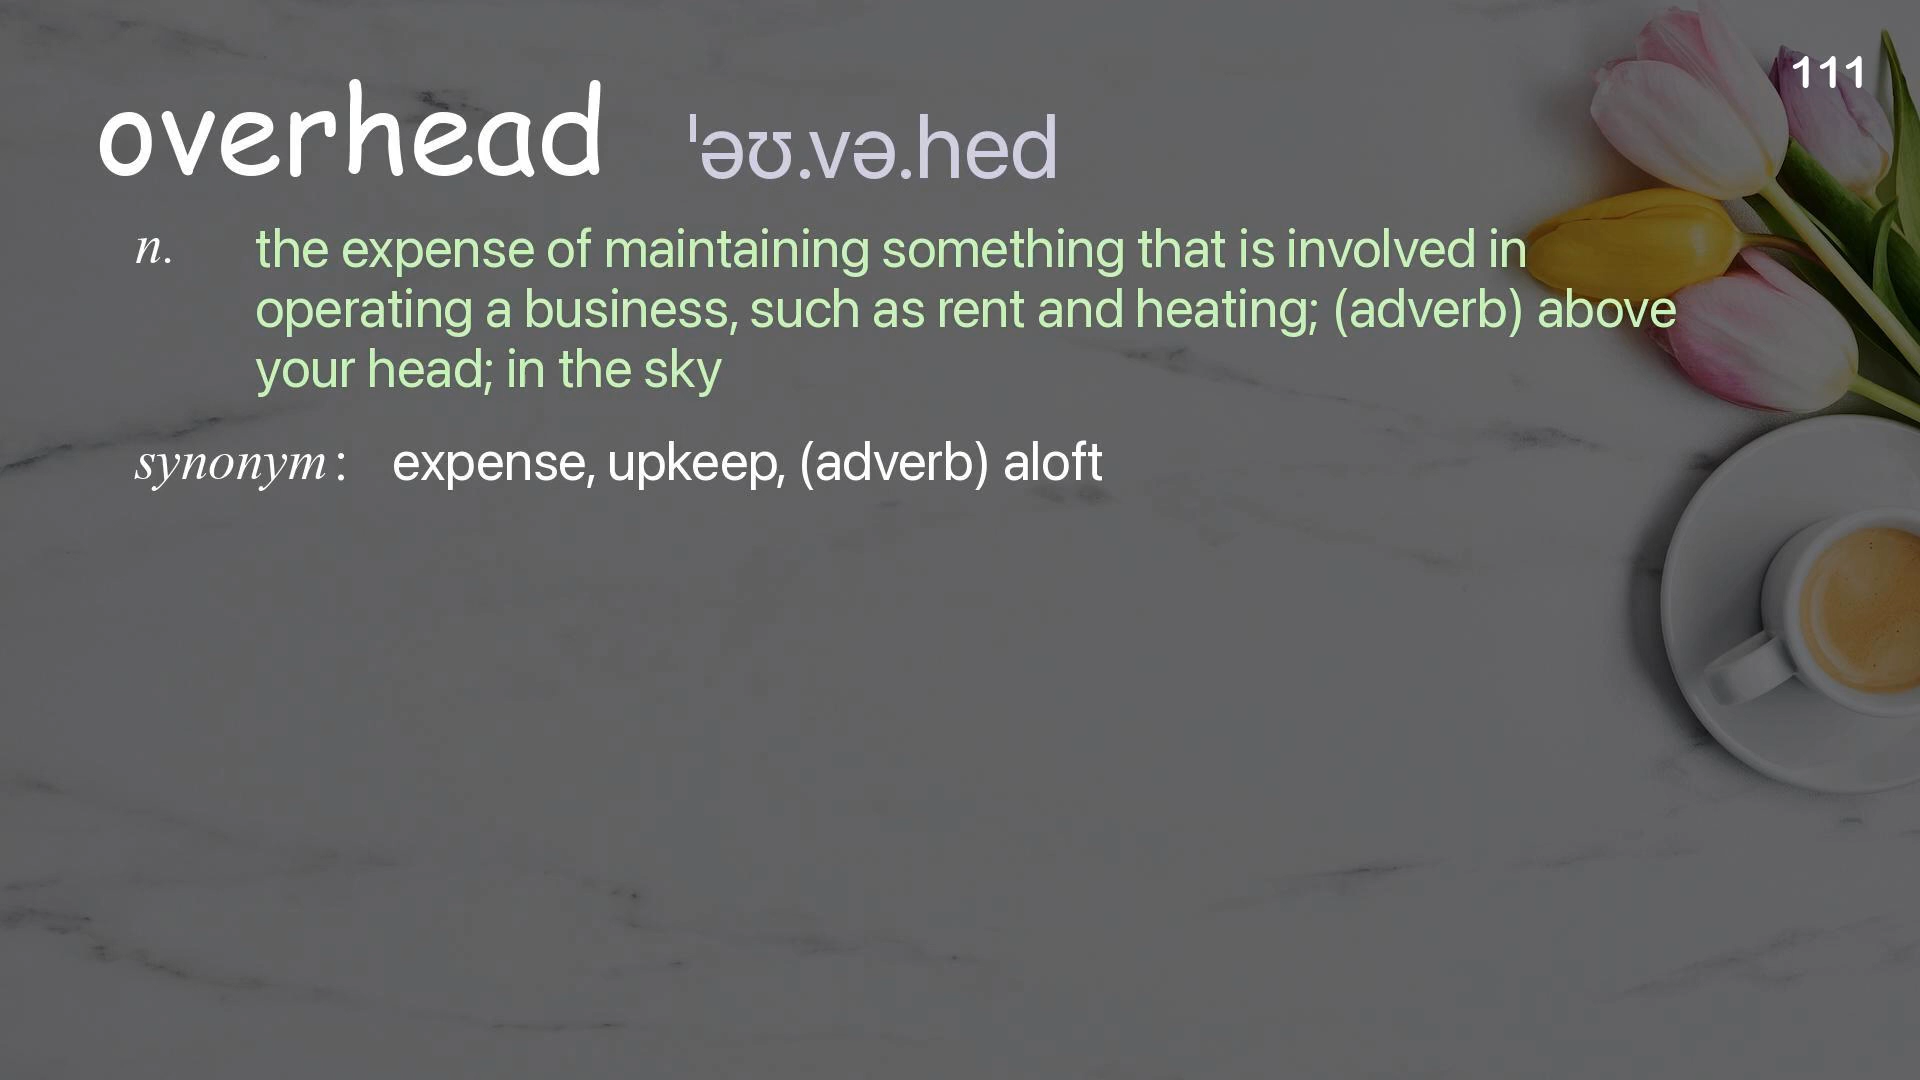 111
overhead ˈəʊ.və.hed
n. the expense of maintaining something that is involved in
operating a business, such as rent and heating; (adverb) above
your head; in the sky
synonym: expense, upkeep, (adverb) aloft